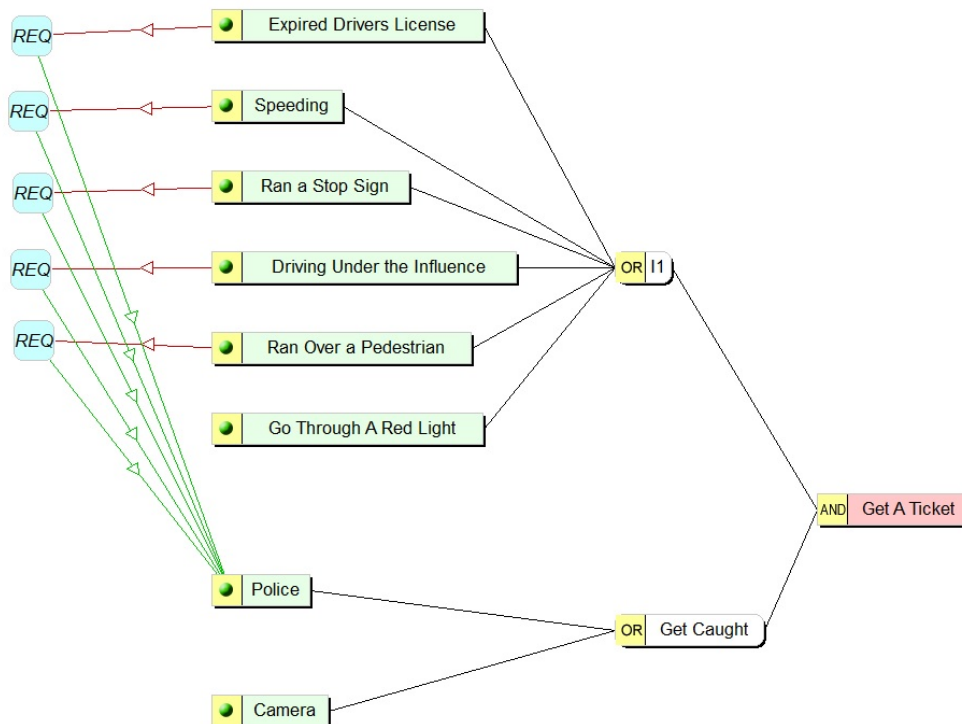 REQ
Expired Drivers License
REQ
Speeding
REQ
Ran a Stop Sign
REQ
Driving Under the Influence
OR I1
REQ
Ran Over a Pedestrian
Go Through A Red Light
AND Get A Ticket
Police
OR Get Caught
Camera